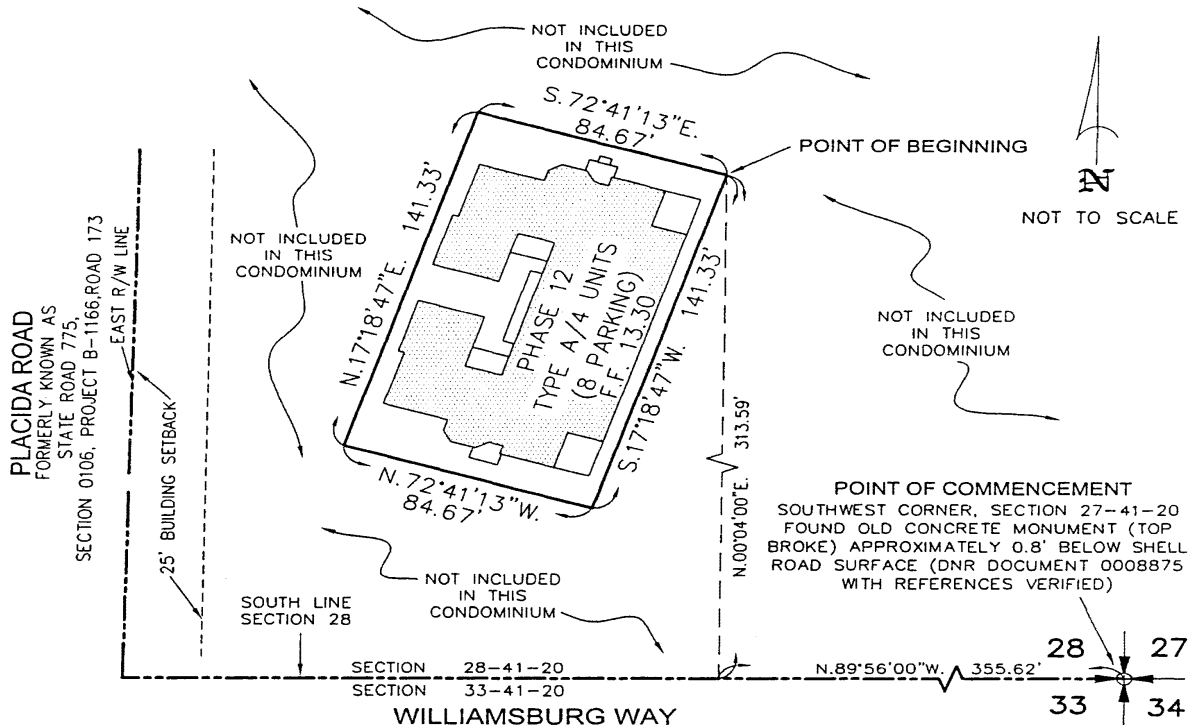 NOT INCLUDED
IN THIS
CONDOMINIUM
S.72°41'13"E.
84.67'
POINT OF BEGINNING
N
NOT TO SCALE
NOT INCLUDED
IN THIS
CONDOMINIUM
N.17°18'47"E. 141.33'
PHASE 12
TYPE A/4 UNITS
(8 PARKING)
F.F. 13.30
S.17°18'47"W. 141.33'
NOT INCLUDED
IN THIS
CONDOMINIUM
PLACIDA ROAD
FORMERLY KNOWN AS
STATE ROAD 775,
SECTION 0106, PROJECT B-1166,ROAD 173
EAST R/W LINE
25' BUILDING SETBACK
N.72°41'13"W.
84.67'
N.00°04'00"E. 313.59'
POINT OF COMMENCEMENT
SOUTHWEST CORNER, SECTION 27-41-20
FOUND OLD CONCRETE MONUMENT (TOP
BROKE) APPROXIMATELY 0.8' BELOW SHELL
ROAD SURFACE (DNR DOCUMENT 0008875
WITH REFERENCES VERIFIED)
NOT INCLUDED
IN THIS
CONDOMINIUM
SOUTH LINE
SECTION 28
SECTION 28-41-20
SECTION 33-41-20
N.89°56'00"W. 355.62'
28 27
33 34
WILLIAMSBURG WAY